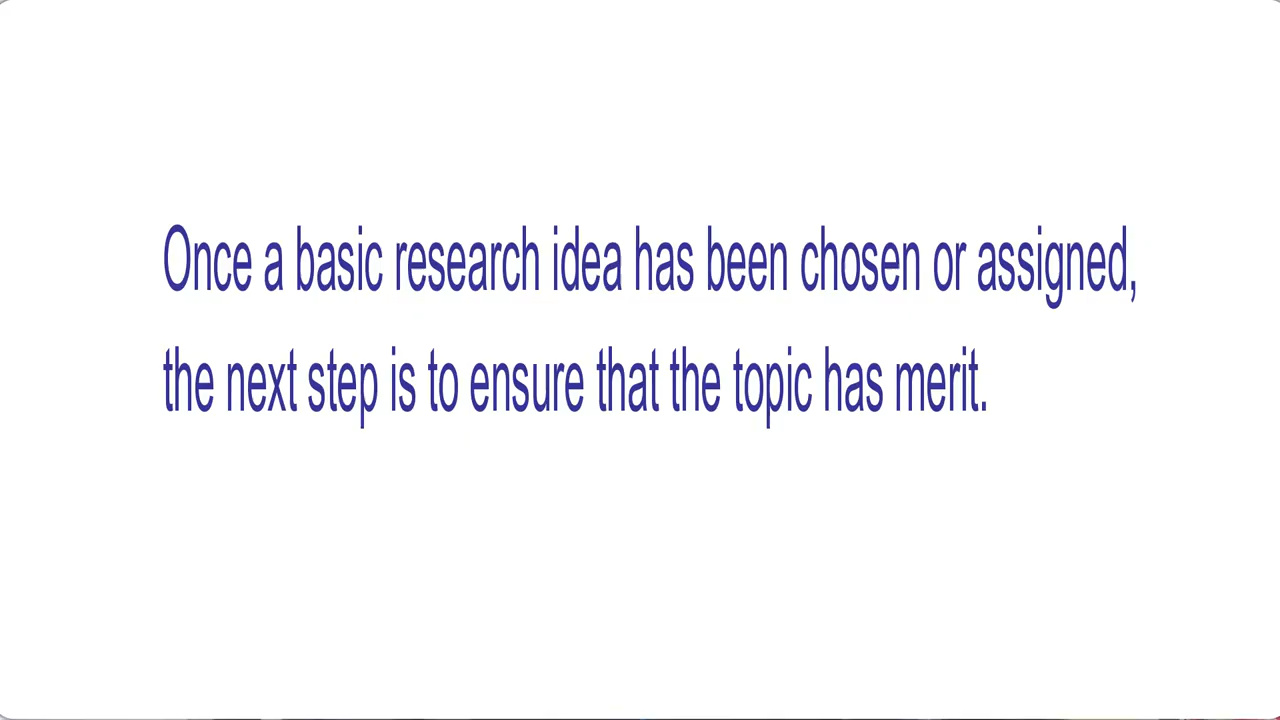 Once a basic research idea has been chosen or assigned,
the next step is to ensure that the topic has merit.